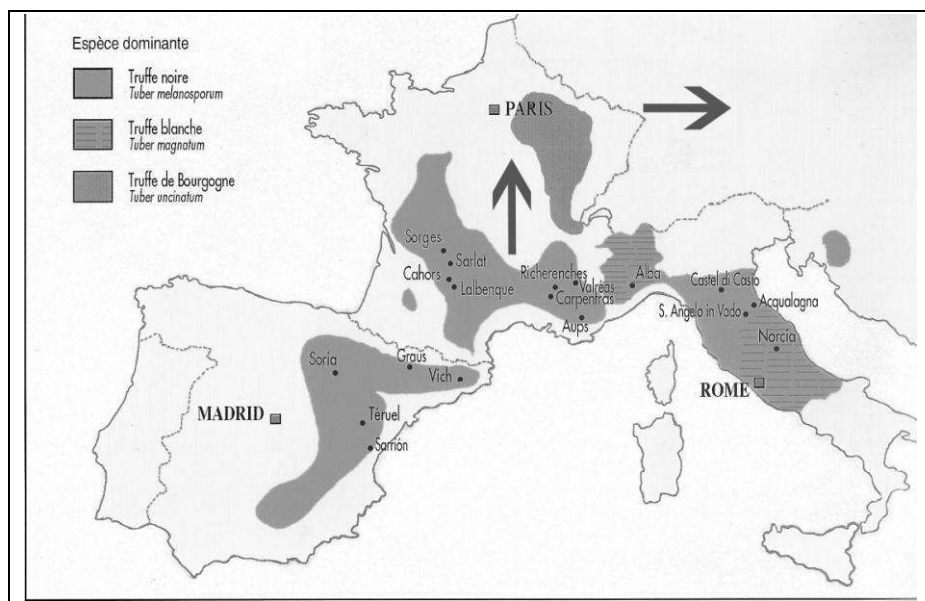 Espèce dominante
Truffe noire
Tuber melanosporum
Truffe blanche
Tuber magnatum
Truffe de Bourgogne
Tuber uncinatum
PARIS
Sorges
Sarlat
Cahors
Lalbenque
Richerenches
Valréas
Carpentras
Aups
Alba
Castel di Casio
Acqualagna
S. Angelo in Vado
Norcia
ROME
Soria
Graus
Vich
MADRID
Téruel
Sarrión